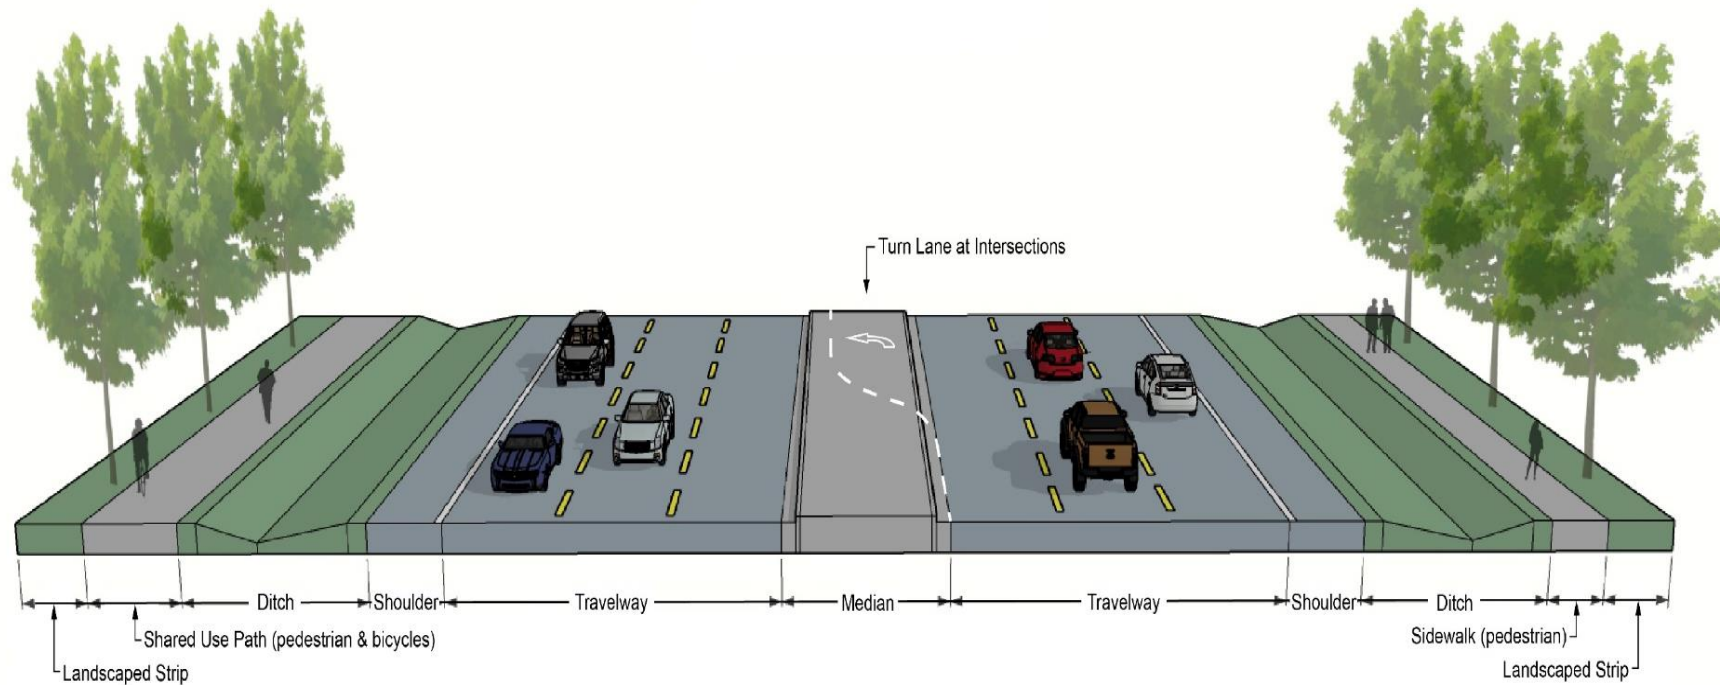 Turn Lane at Intersections
Ditch
Shoulder
Travelway
Median
Travelway
Shoulder
Ditch
Shared Use Path (pedestrian & bicycles)
Sidewalk (pedestrian)
Landscaped Strip
Landscaped Strip